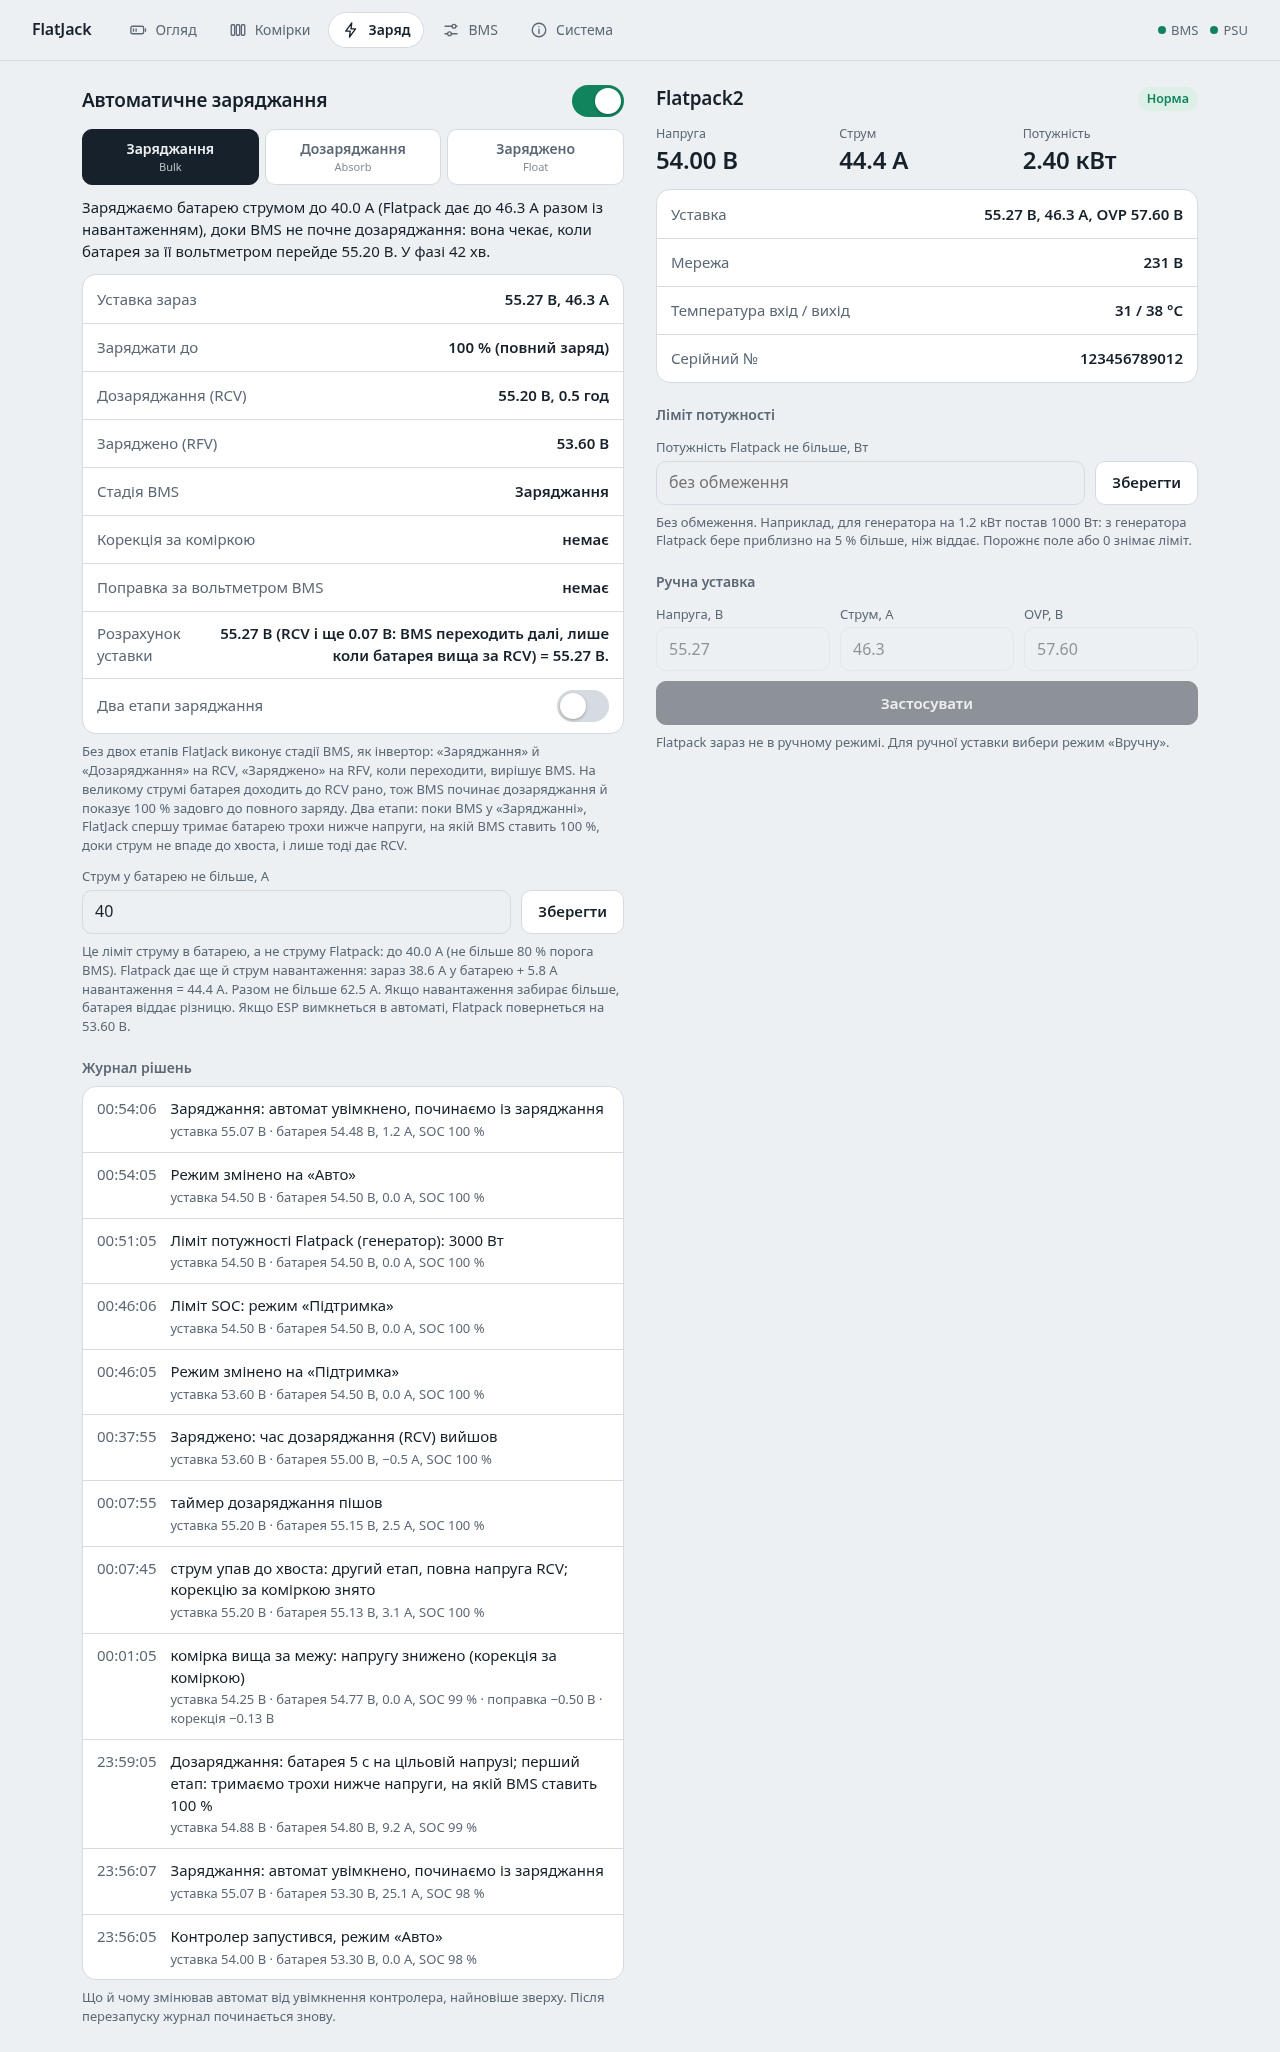 FlatJack
Огляд
Комірки
Заряд
BMS
Система
BMS
PSU
Автоматичне заряджання
Заряджання
Bulk
Дозаряджання
Absorb
Заряджено
Float
Заряджаємо батарею струмом до 40.0 А (Flatpack дає до 46.3 А разом із
навантаженням), доки BMS не почне дозаряджання: вона чекає, коли
батарея за її вольтметром перейде 55.20 В. У фазі 42 хв.
Уставка зараз
55.27 В, 46.3 А
Заряджати до
100 % (повний заряд)
Дозаряджання (RCV)
55.20 В, 0.5 год
Заряджено (RFV)
53.60 В
Стадія BMS
Заряджання
Корекція за коміркою
немає
Поправка за вольтметром BMS
немає
Розрахунок
уставки
55.27 В (RCV і ще 0.07 В: BMS переходить далі, лише
коли батарея вища за RCV) = 55.27 В.
Два етапи заряджання
Без двох етапів FlatJack виконує стадії BMS, як інвертор: «Заряджання» й
«Дозаряджання» на RCV, «Заряджено» на RFV, коли переходити, вирішує BMS. На
великому струмі батарея доходить до RCV рано, тож BMS починає дозаряджання й
показує 100 % задовго до повного заряду. Два етапи: поки BMS у «Заряджанні»,
FlatJack спершу тримає батарею трохи нижче напруги, на якій BMS ставить 100 %,
доки струм не впаде до хвоста, і лише тоді дає RCV.
Струм у батарею не більше, А
40
Зберегти
Це ліміт струму в батарею, а не струму Flatpack: до 40.0 А (не більше 80 % порога
BMS). Flatpack дає ще й струм навантаження: зараз 38.6 А у батарею + 5.8 А
навантаження = 44.4 А. Разом не більше 62.5 А. Якщо навантаження забирає більше,
батарея віддає різницю. Якщо ESP вимкнеться в автоматі, Flatpack повернеться на
53.60 В.
Журнал рішень
00:54:06
Заряджання: автомат увімкнено, починаємо із заряджання
уставка 55.07 В · батарея 54.48 В, 1.2 А, SOC 100 %
00:54:05
Режим змінено на «Авто»
уставка 54.50 В · батарея 54.50 В, 0.0 А, SOC 100 %
00:51:05
Ліміт потужності Flatpack (генератор): 3000 Вт
уставка 54.50 В · батарея 54.50 В, 0.0 А, SOC 100 %
00:46:06
Ліміт SOC: режим «Підтримка»
уставка 54.50 В · батарея 54.50 В, 0.0 А, SOC 100 %
00:46:05
Режим змінено на «Підтримка»
уставка 53.60 В · батарея 54.50 В, 0.0 А, SOC 100 %
00:37:55
Заряджено: час дозаряджання (RCV) вийшов
уставка 53.60 В · батарея 55.00 В, −0.5 А, SOC 100 %
00:07:55
таймер дозаряджання пішов
уставка 55.20 В · батарея 55.15 В, 2.5 А, SOC 100 %
00:07:45
струм упав до хвоста: другий етап, повна напруга RCV;
корекцію за коміркою знято
уставка 55.20 В · батарея 55.13 В, 3.1 А, SOC 100 %
00:01:05
комірка вища за межу: напругу знижено (корекція за
коміркою)
уставка 54.25 В · батарея 54.77 В, 0.0 А, SOC 99 % · поправка −0.50 В ·
корекція −0.13 В
23:59:05
Дозаряджання: батарея 5 с на цільовій напрузі; перший
етап: тримаємо трохи нижче напруги, на якій BMS ставить
100 %
уставка 54.88 В · батарея 54.80 В, 9.2 А, SOC 99 %
23:56:07
Заряджання: автомат увімкнено, починаємо із заряджання
уставка 55.07 В · батарея 53.30 В, 25.1 А, SOC 98 %
23:56:05
Контролер запустився, режим «Авто»
уставка 54.00 В · батарея 53.30 В, 0.0 А, SOC 98 %
Що й чому змінював автомат від увімкнення контролера, найновіше зверху. Після
перезапуску журнал починається знову.
Flatpack2
Норма
Напруга
54.00 В
Струм
44.4 А
Потужність
2.40 кВт
Уставка
55.27 В, 46.3 А, OVP 57.60 В
Мережа
231 В
Температура вхід / вихід
31 / 38 °C
Серійний №
123456789012
Ліміт потужності
Потужність Flatpack не більше, Вт
без обмеження
Зберегти
Без обмеження. Наприклад, для генератора на 1.2 кВт постав 1000 Вт: з генератора
Flatpack бере приблизно на 5 % більше, ніж віддає. Порожнє поле або 0 знімає ліміт.
Ручна уставка
Напруга, В
55.27
Струм, А
46.3
OVP, В
57.60
Застосувати
Flatpack зараз не в ручному режимі. Для ручної уставки вибери режим «Вручну».